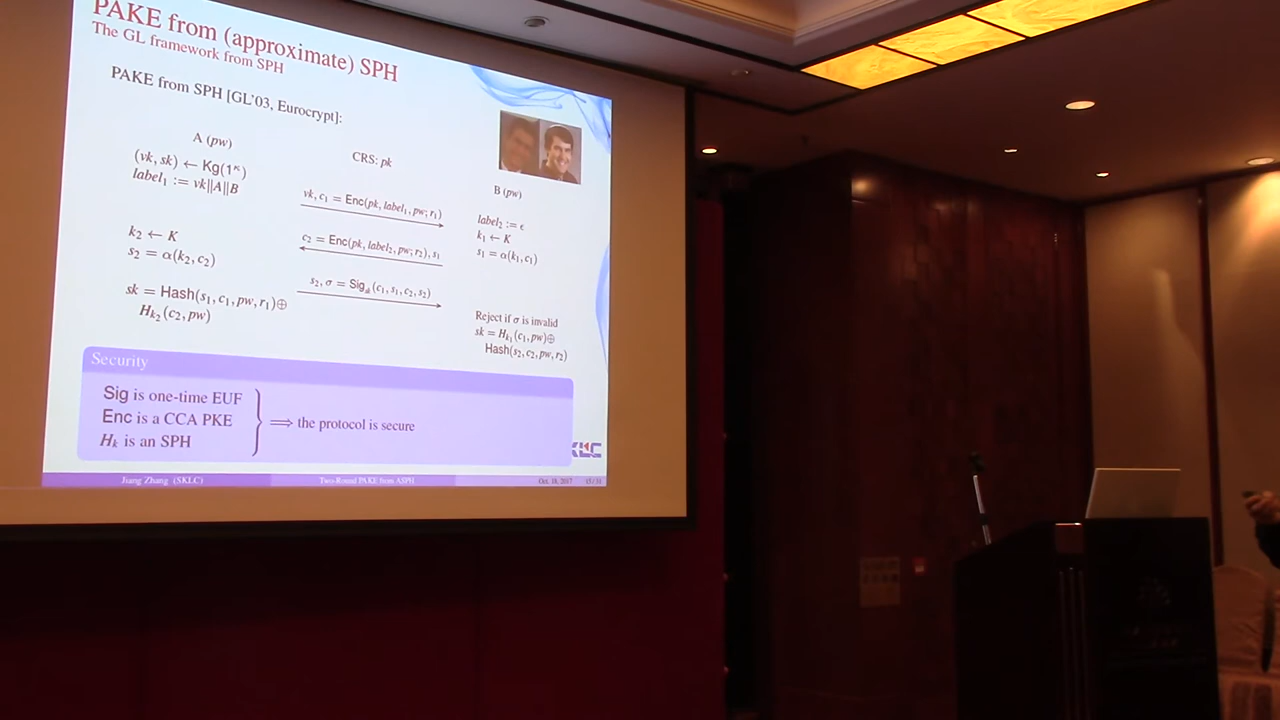 PAKE from (approximate) SPH
The GL framework from SPH
PAKE from SPH [GL'03, Eurocrypt]:
A (pw)
(vk, sk) ← Kg(1^κ)
label₁ := vk||A||B
CRS: pk
B (pw)
vk, c₁ = Enc(pk, label₁, pw; r₁)
label₂ := ε
k₁ ← K
s₁ = α(k₁, c₁)
k₂ ← K
s₂ = α(k₂, c₂)
c₂ = Enc(pk, label₂, pw; r₂), s₁
s₂, σ = Sig_sk(c₁, s₁, c₂, s₂)
sk = Hash(s₁, c₁, pw, r₁)⊕
H_k₂(c₂, pw)
Reject if σ is invalid
sk = H_k₁(c₁, pw)⊕
Hash(s₂, c₂, pw, r₂)
Security
Sig is one-time EUF
Enc is a CCA PKE
H_k is an SPH
⟹ the protocol is secure
Jiang Zhang (SKLC) Two-Round PAKE from ASPH Oct. 18, 2017